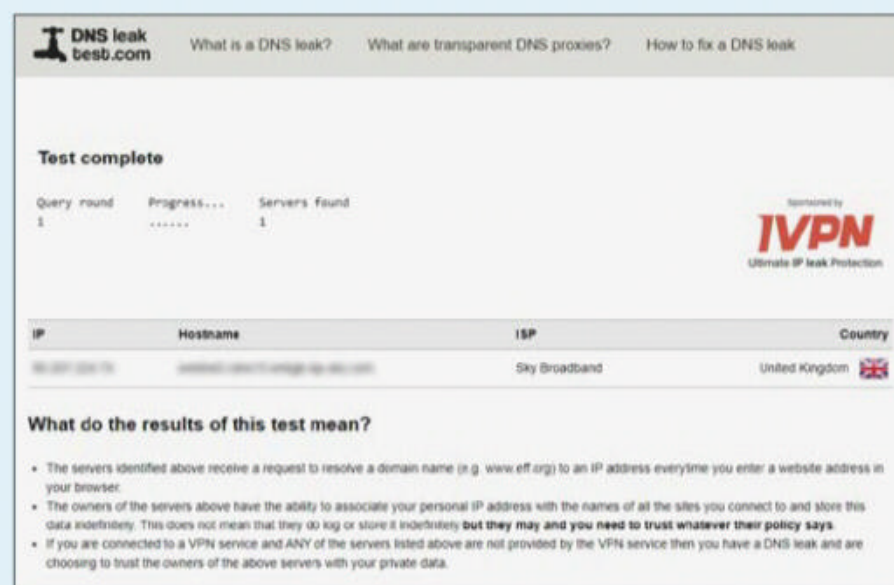 DNS leak
test.com
What is a DNS leak?
What are transparent DNS proxies?
How to fix a DNS leak
Test complete
Query round Progress... Servers found
1 ...... 1
Sponsored by
IVPN
Ultimate IP leak Protection
IP Hostname ISP Country
Sky Broadband United Kingdom
What do the results of this test mean?
• The servers identified above receive a request to resolve a domain name (e.g. www.eff.org) to an IP address everytime you enter a website address in
your browser.
• The owners of the servers above have the ability to associate your personal IP address with the names of all the sites you connect to and store this
data indefinitely. This does not mean that they do log or store it indefinitely but they may and you need to trust whatever their policy says.
• If you are connected to a VPN service and ANY of the servers listed above are not provided by the VPN service then you have a DNS leak and are
choosing to trust the owners of the above servers with your private data.